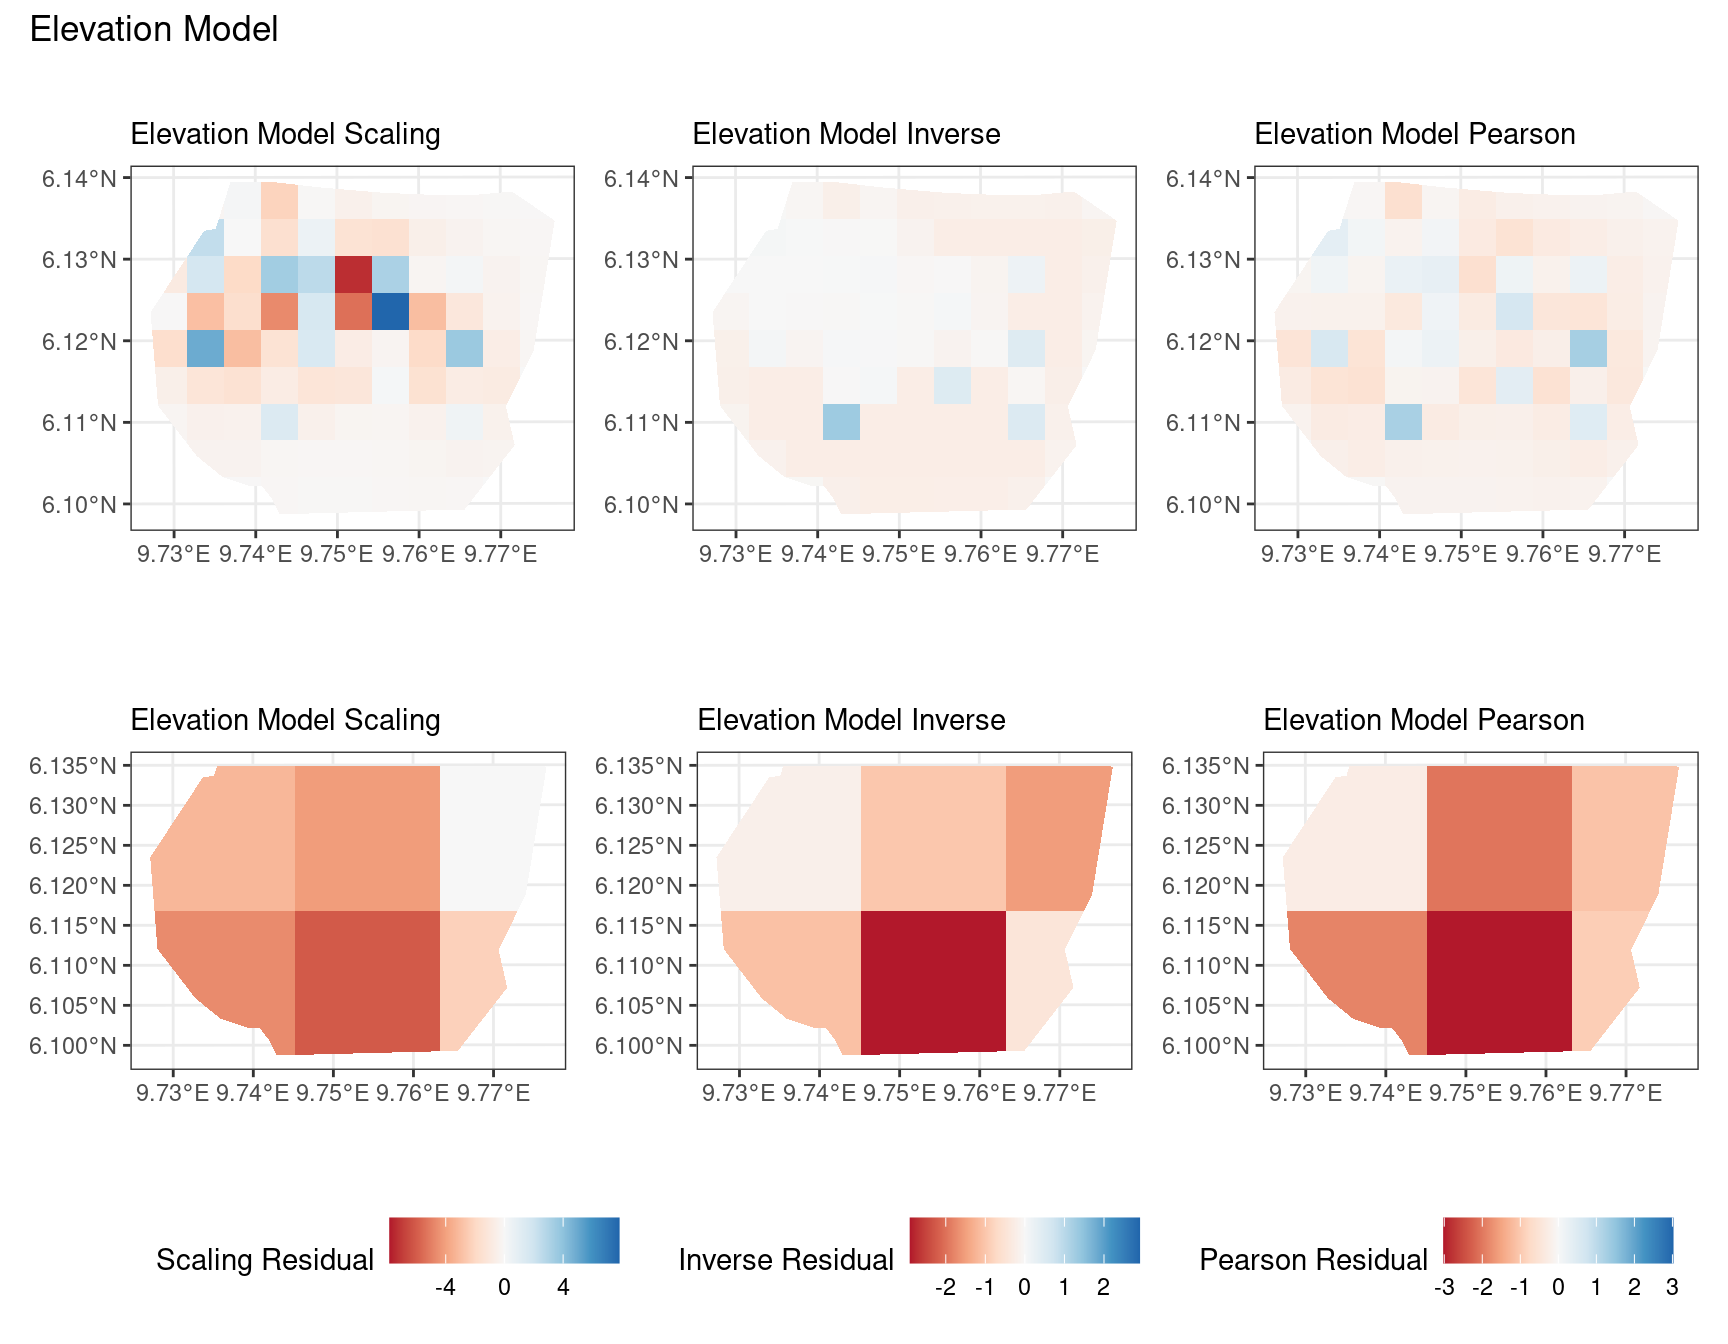 Elevation Model
Elevation Model Scaling
Elevation Model Inverse
Elevation Model Pearson
6.14°N
6.13°N
6.12°N
6.11°N
6.10°N
9.73°E 9.74°E 9.75°E 9.76°E 9.77°E
6.14°N
6.13°N
6.12°N
6.11°N
6.10°N
9.73°E 9.74°E 9.75°E 9.76°E 9.77°E
6.14°N
6.13°N
6.12°N
6.11°N
6.10°N
9.73°E 9.74°E 9.75°E 9.76°E 9.77°E
Elevation Model Scaling
Elevation Model Inverse
Elevation Model Pearson
6.135°N
6.130°N
6.125°N
6.120°N
6.115°N
6.110°N
6.105°N
6.100°N
9.73°E 9.74°E 9.75°E 9.76°E 9.77°E
6.135°N
6.130°N
6.125°N
6.120°N
6.115°N
6.110°N
6.105°N
6.100°N
9.73°E 9.74°E 9.75°E 9.76°E 9.77°E
6.135°N
6.130°N
6.125°N
6.120°N
6.115°N
6.110°N
6.105°N
6.100°N
9.73°E 9.74°E 9.75°E 9.76°E 9.77°E
Scaling Residual
-4 0 4
Inverse Residual
-2 -1 0 1 2
Pearson Residual
-3 -2 -1 0 1 2 3